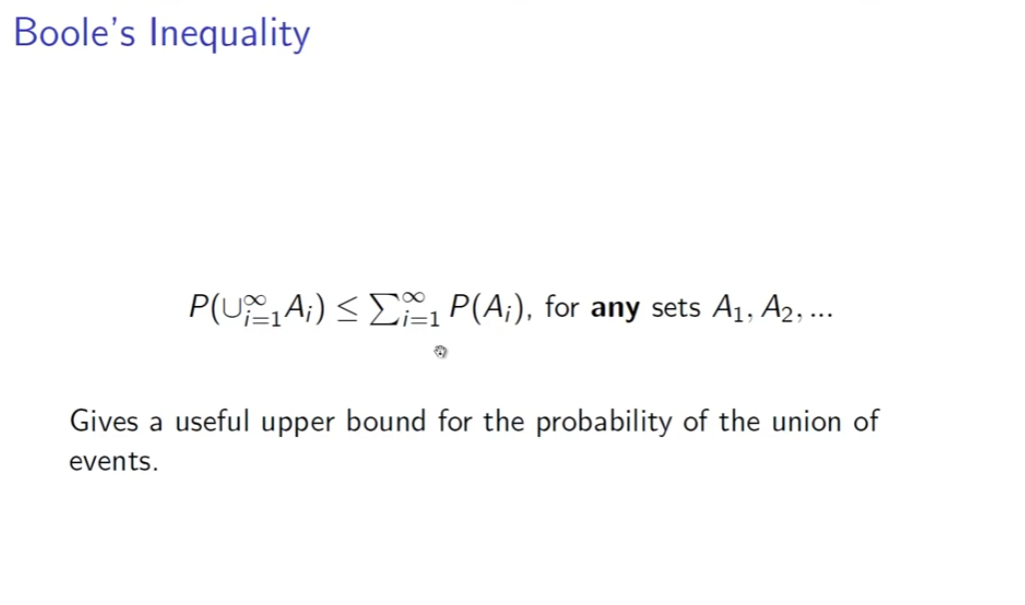 Boole's Inequality
P(∪_{i=1}^{∞} A_i) ≤ ∑_{i=1}^{∞} P(A_i), for any sets A_1, A_2, ...
Gives a useful upper bound for the probability of the union of
events.